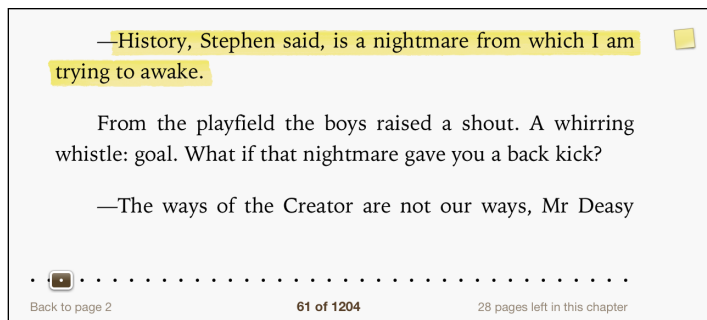 —History, Stephen said, is a nightmare from which I am
trying to awake.
From the playfield the boys raised a shout. A whirring
whistle: goal. What if that nightmare gave you a back kick?
—The ways of the Creator are not our ways, Mr Deasy
Back to page 2 61 of 1204 28 pages left in this chapter